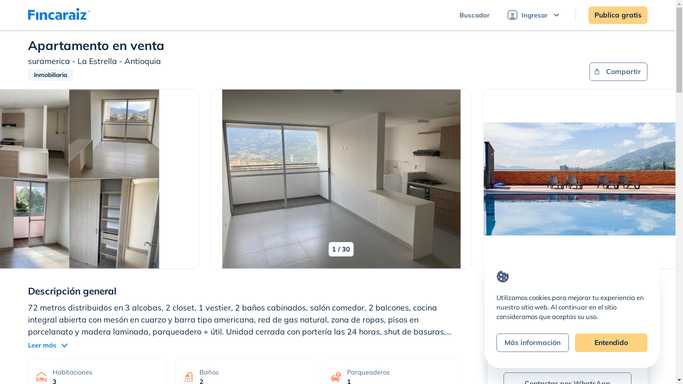 Fincaraiz
Buscador
Ingresar
Publica gratis
Apartamento en venta
suramerica - La Estrella - Antioquia
Inmobiliaria
Compartir
1 / 30
Descripción general
72 metros distribuidos en 3 alcobas, 2 closet, 1 vestier, 2 baños cabinados, salón comedor, 2 balcones, cocina
integral abierta con mesón en cuarzo y barra tipo americana, red de gas natural, zona de ropas, pisos en
porcelanato y madera laminada, parqueadero + útil. Unidad cerrada con portería las 24 horas, shut de basuras,...
Leer más
Habitaciones
3
Baños
2
Parqueaderos
1
Utilizamos cookies para mejorar tu experiencia en
nuestro sitio web. Al continuar en el sitio
consideramos que aceptas su uso.
Más información
Entendido
Contactar por WhatsApp